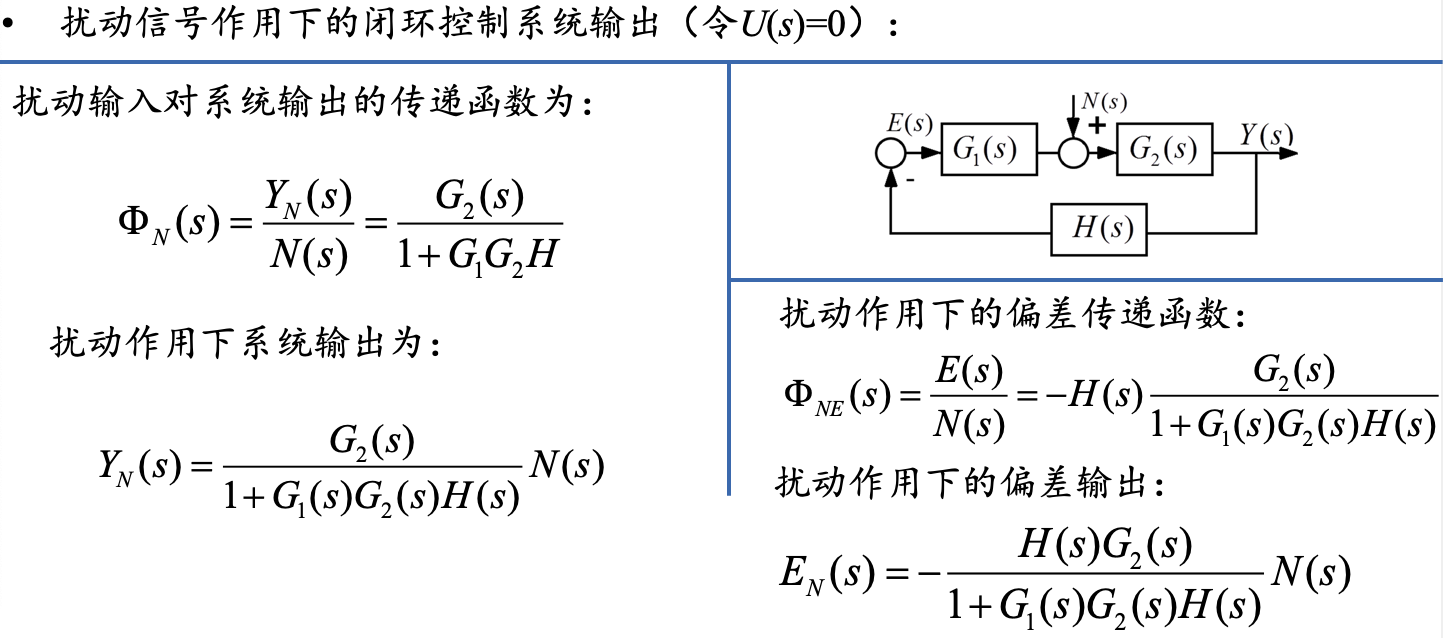 • 扰动信号作用下的闭环控制系统输出（令U(s)=0）：
扰动输入对系统输出的传递函数为：
Φ_N(s) = Y_N(s)/N(s) = G_2(s)/(1+G_1G_2H)
扰动作用下系统输出为：
Y_N(s) = G_2(s)/(1+G_1(s)G_2(s)H(s)) N(s)
N(s)
E(s) + Y(s)
G_1(s) G_2(s)
-
H(s)
扰动作用下的偏差传递函数：
Φ_NE(s) = E(s)/N(s) = −H(s) G_2(s)/(1+G_1(s)G_2(s)H(s))
扰动作用下的偏差输出：
E_N(s) = − H(s)G_2(s)/(1+G_1(s)G_2(s)H(s)) N(s)